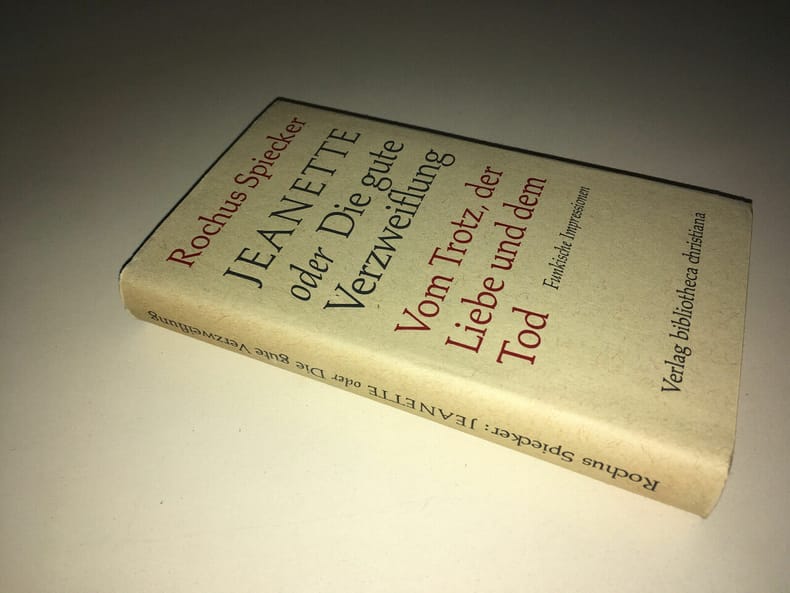 Rochus Spiecker
JEANETTE
oder Die gute
Verzweiflung
Vom Trotz, der
Liebe und dem
Tod
Funkische Impressionen
Verlag bibliotheca christiana
Rochus Spiecker: JEANETTE oder Die gute Verzweiflung